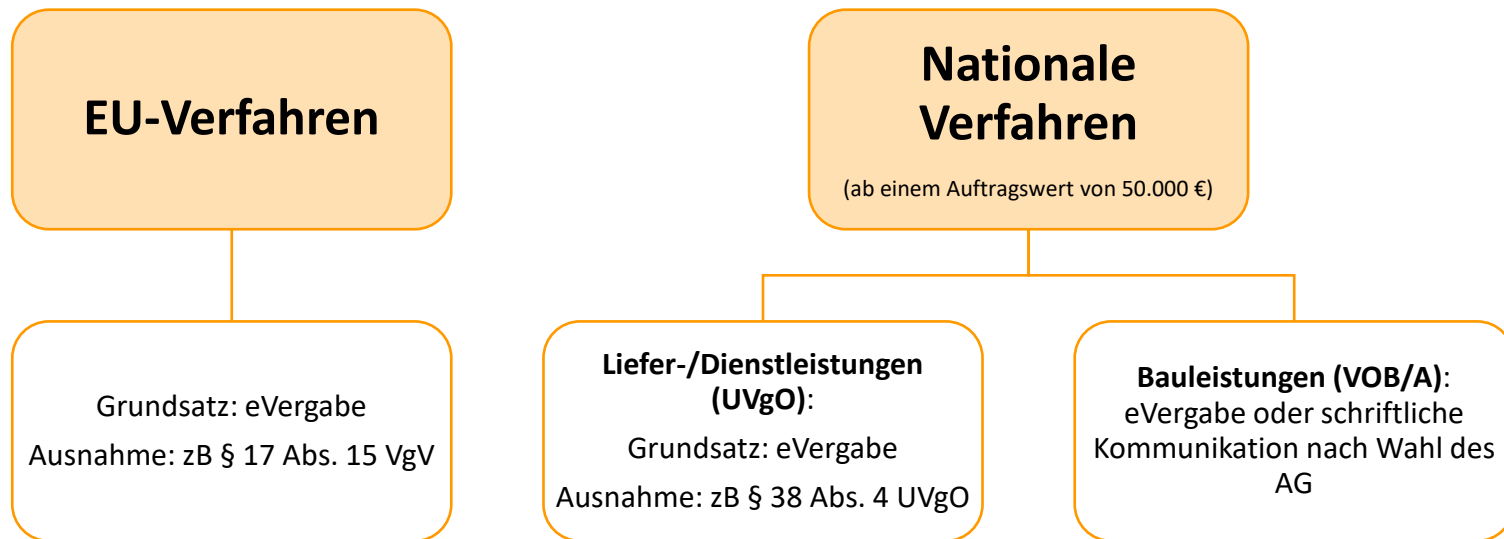 EU-Verfahren
Nationale
Verfahren
(ab einem Auftragswert von 50.000 €)
Grundsatz: eVergabe
Ausnahme: zB § 17 Abs. 15 VgV
Liefer-/Dienstleistungen
(UVgO):
Grundsatz: eVergabe
Ausnahme: zB § 38 Abs. 4 UVgO
Bauleistungen (VOB/A):
eVergabe oder schriftliche
Kommunikation nach Wahl des
AG